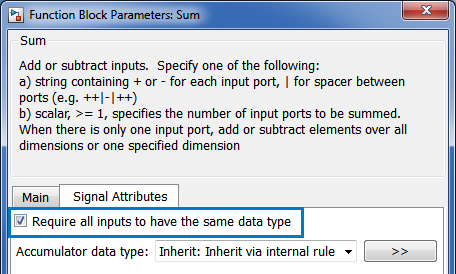 Function Block Parameters: Sum
Sum
Add or subtract inputs. Specify one of the following:
a) string containing + or - for each input port, | for spacer between
ports (e.g. ++|-|++)
b) scalar, >= 1, specifies the number of input ports to be summed.
When there is only one input port, add or subtract elements over all
dimensions or one specified dimension
Main Signal Attributes
Require all inputs to have the same data type
Accumulator data type: Inherit: Inherit via internal rule >>